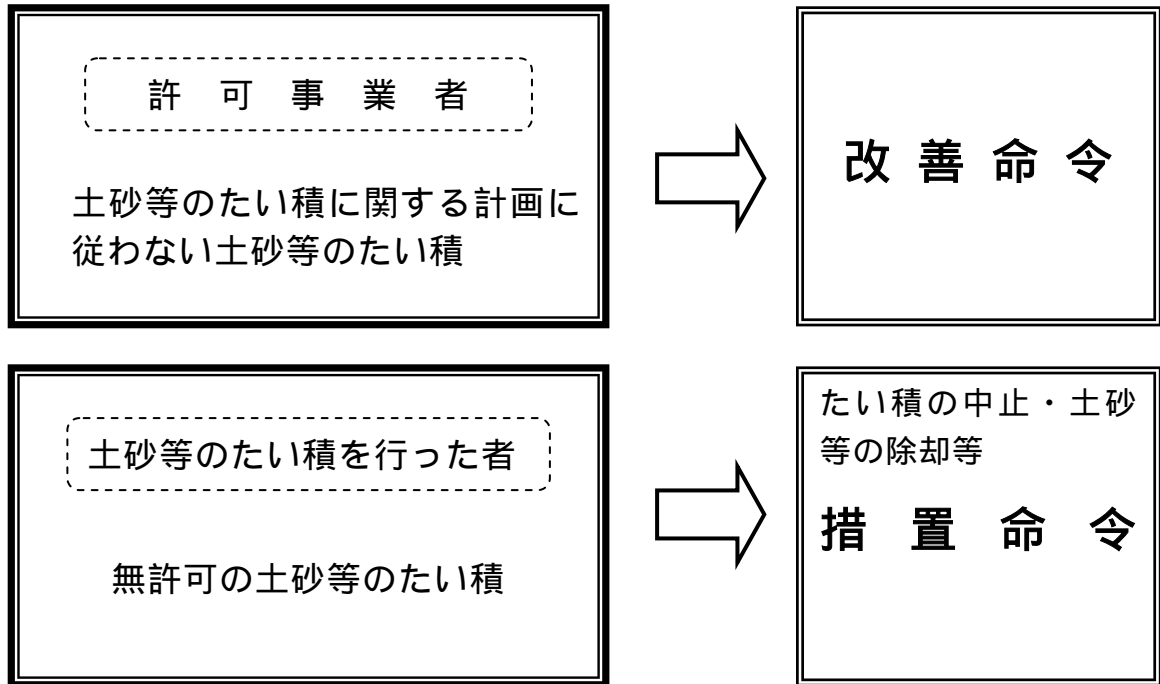 許可事業者
土砂等のたい積に関する計画に
従わない土砂等のたい積
改善命令
土砂等のたい積を行った者
無許可の土砂等のたい積
たい積の中止・土砂
等の除却等
措置命令